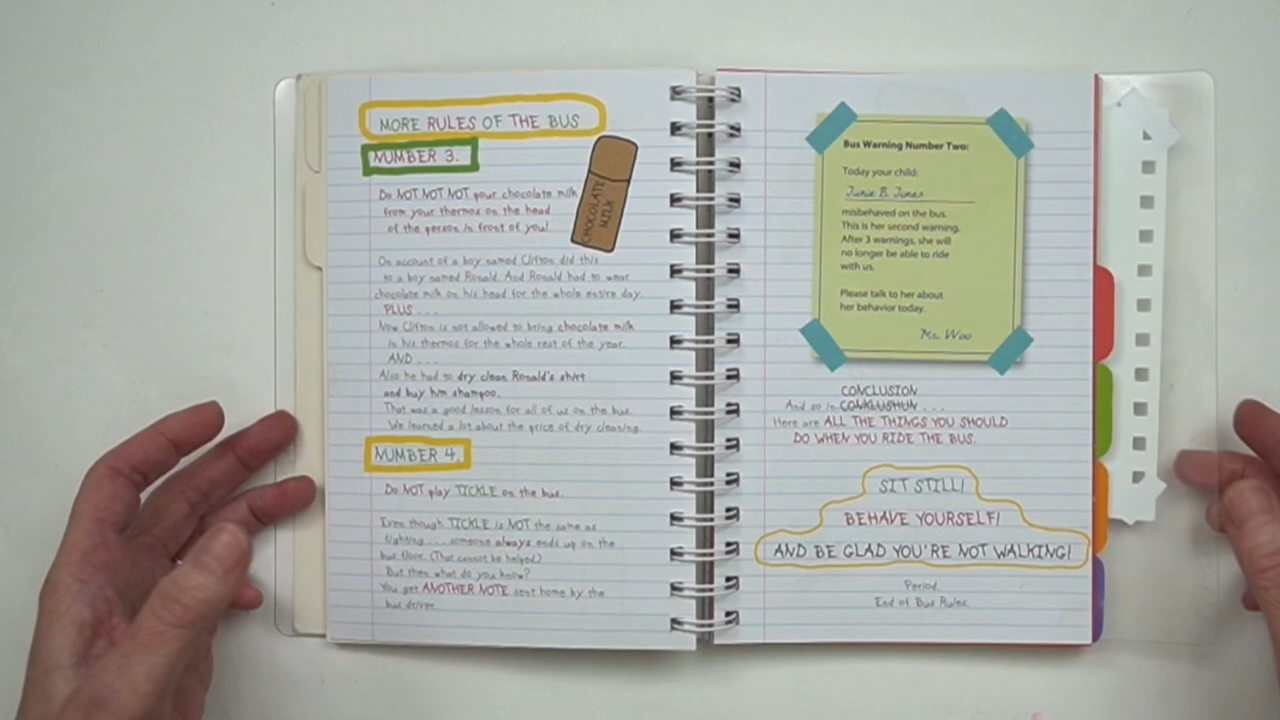 MORE RULES OF THE BUS
NUMBER 3.
CHOCOLATE
MILK
Do NOT NOT NOT pour chocolate milk
from your thermos on the head
of the person in front of you!
On account of a boy named Clifton did this
to a boy named Ronald. And Ronald had to wear
chocolate milk on his head for the whole entire day.
PLUS . . .
Now Clifton is not allowed to bring chocolate milk
in his thermos for the whole rest of the year.
AND . . .
Also he had to dry clean Ronald's shirt
and buy him shampoo.
That was a good lesson for all of us on the bus.
We learned a lot about the price of dry cleaning.
NUMBER 4.
Do NOT play TICKLE on the bus.
Even though TICKLE is NOT the same as
fighting . . . someone always ends up on the
bus floor. (That cannot be helped.)
But then what do you know?
You get ANOTHER NOTE sent home by the
bus driver.
Bus Warning Number Two:
Today your child:
Junie B. Jones
misbehaved on the bus.
This is her second warning.
After 3 warnings, she will
no longer be able to ride
with us.
Please talk to her about
her behavior today.
Mr. Woo
CONCLUSION
And so in CONKLUSHUN . . .
Here are ALL THE THINGS YOU SHOULD
DO WHEN YOU RIDE THE BUS.
SIT STILL!
BEHAVE YOURSELF!
AND BE GLAD YOU'RE NOT WALKING!
Period.
End of Bus Rules.